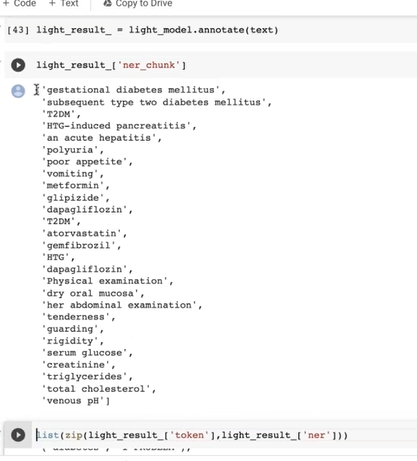 + Code + Text Copy to Drive
[43] light_result_ = light_model.annotate(text)
light_result_['ner_chunk']
'gestational diabetes mellitus',
'subsequent type two diabetes mellitus',
'T2DM',
'HTG-induced pancreatitis',
'an acute hepatitis',
'polyuria',
'poor appetite',
'vomiting',
'metformin',
'glipizide',
'dapagliflozin',
'T2DM',
'atorvastatin',
'gemfibrozil',
'HTG',
'dapagliflozin',
'Physical examination',
'dry oral mucosa',
'her abdominal examination',
'tenderness',
'guarding',
'rigidity',
'serum glucose',
'creatinine',
'triglycerides',
'total cholesterol',
'venous pH']
list(zip(light_result_['token'],light_result_['ner']))